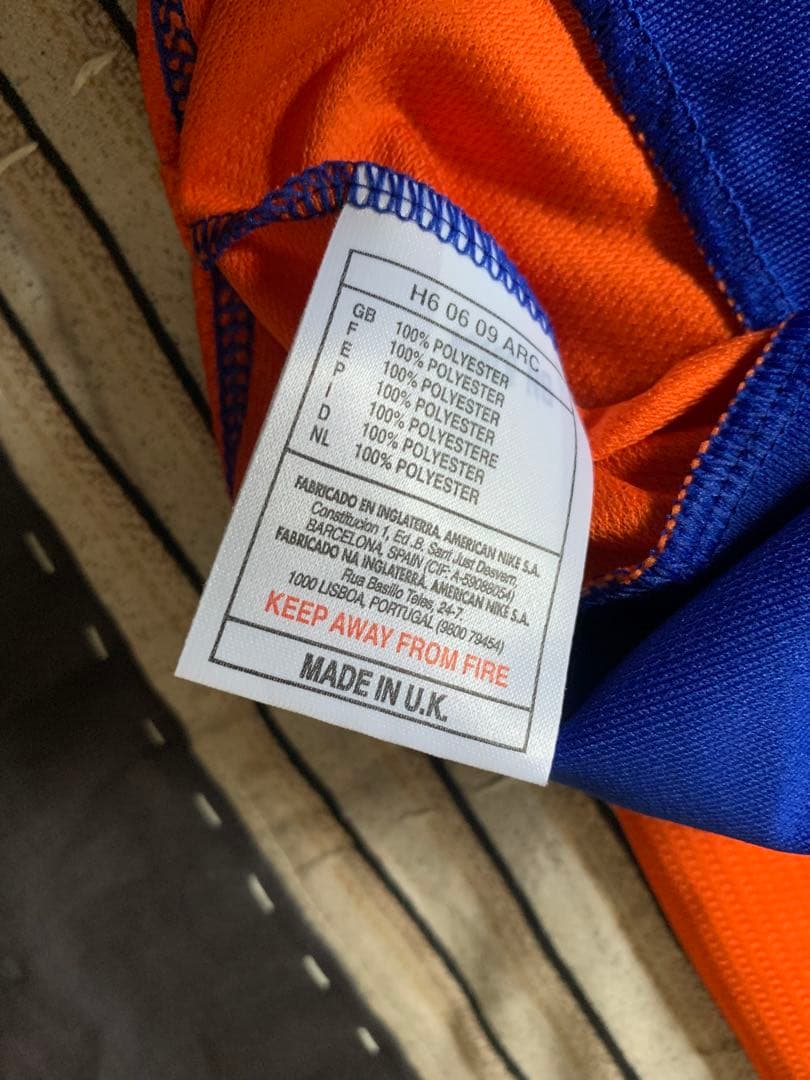 H6 06 09 ARC
GB 100% POLYESTER
F 100% POLYESTER
E 100% POLYESTER
P 100% POLYESTER
I 100% POLYESTERE
D 100% POLYESTER
NL 100% POLYESTER
FABRICADO EN INGLATERRA, AMERICAN NIKE S.A.
Constitucion 1, Ed, B, Sant Just Desvern,
BARCELONA, SPAIN (CIF: A-59086054)
FABRICADO NA INGLATERRA, AMERICAN NIKE S.A.
Rua Basilio Teles, 24-7.
1000 LISBOA, PORTUGAL (9800 79454)
KEEP AWAY FROM FIRE
MADE IN U.K.